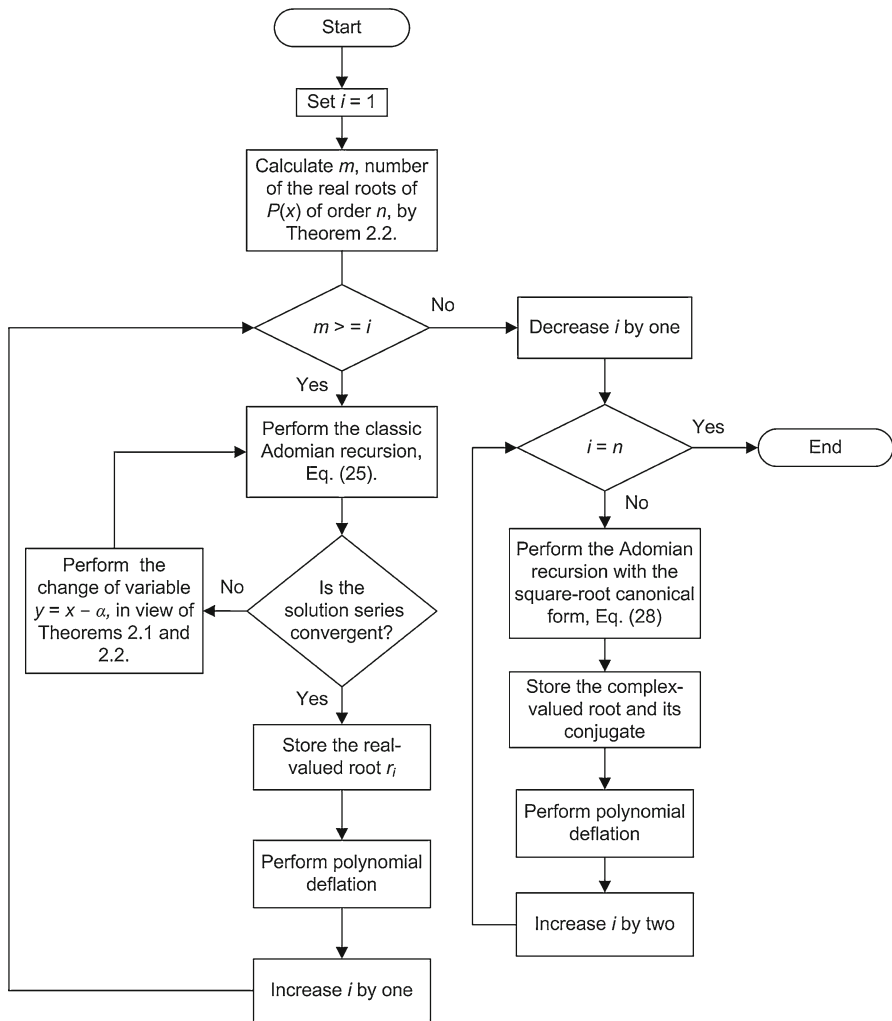 Start
Set i = 1
Calculate m, number
of the real roots of
P(x) of order n, by
Theorem 2.2.
m > = i
No
Decrease i by one
Yes
Perform the classic
Adomian recursion,
Eq. (25).
i = n
Yes
End
No
Perform the
change of variable
y = x − α, in view of
Theorems 2.1 and
2.2.
No
Is the
solution series
convergent?
Perform the Adomian
recursion with the
square-root canonical
form, Eq. (28)
Yes
Store the complex-
valued root and its
conjugate
Store the real-
valued root ri
Perform polynomial
deflation
Perform polynomial
deflation
Increase i by two
Increase i by one